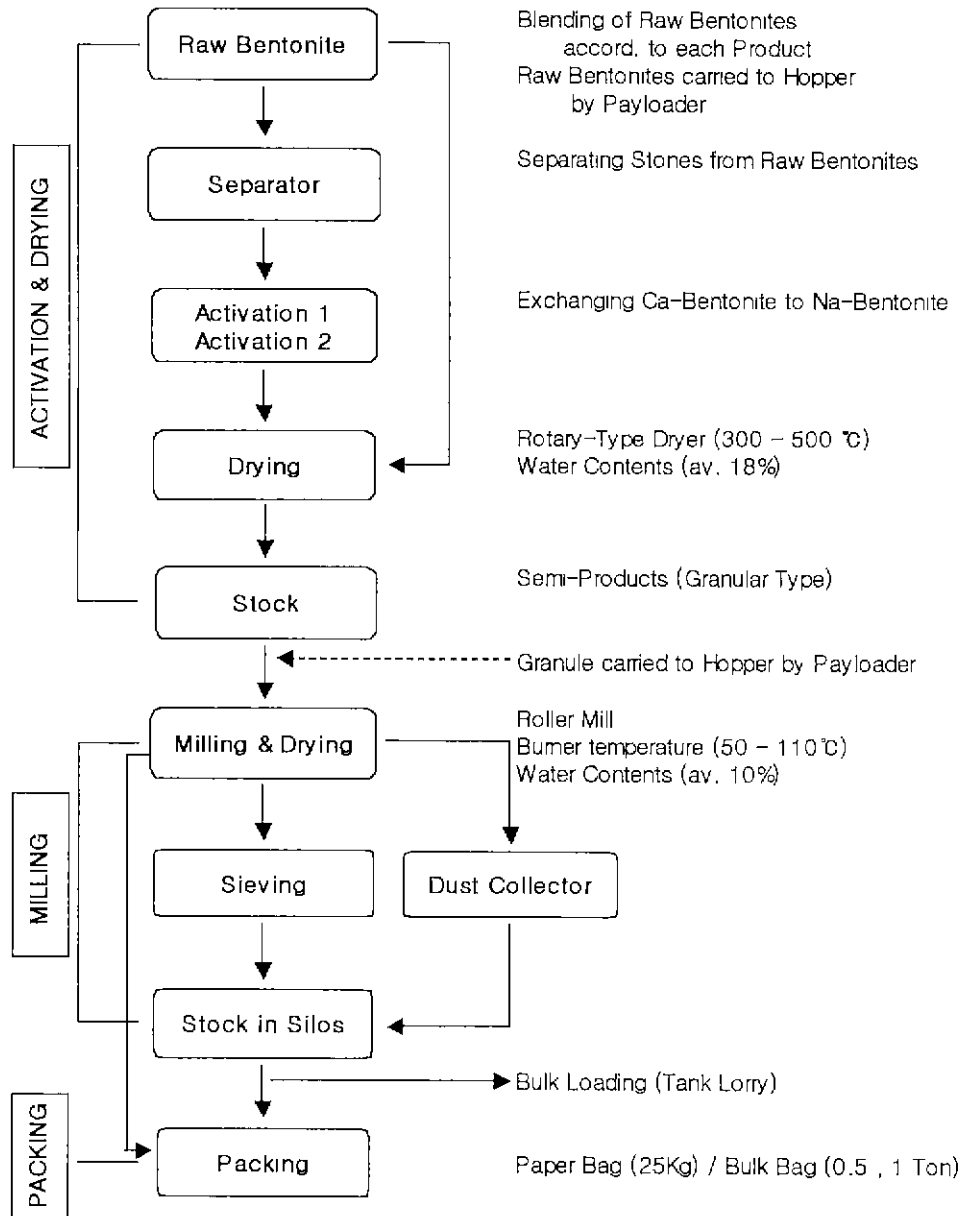 Raw Bentonite
Blending of Raw Bentonites
accord. to each Product
Raw Bentonites carried to Hopper
by Payloader
ACTIVATION & DRYING
Separator
Separating Stones from Raw Bentonites
Activation 1
Activation 2
Exchanging Ca-Bentonite to Na-Bentonite
Drying
Rotary-Type Dryer (300 - 500 ℃)
Water Contents (av. 18%)
Stock
Semi-Products (Granular Type)
Granule carried to Hopper by Payloader
Milling & Drying
Roller Mill
Burner temperature (50 - 110℃)
Water Contents (av. 10%)
MILLING
Sieving
Dust Collector
Stock in Silos
Bulk Loading (Tank Lorry)
PACKING
Packing
Paper Bag (25Kg) / Bulk Bag (0.5 , 1 Ton)